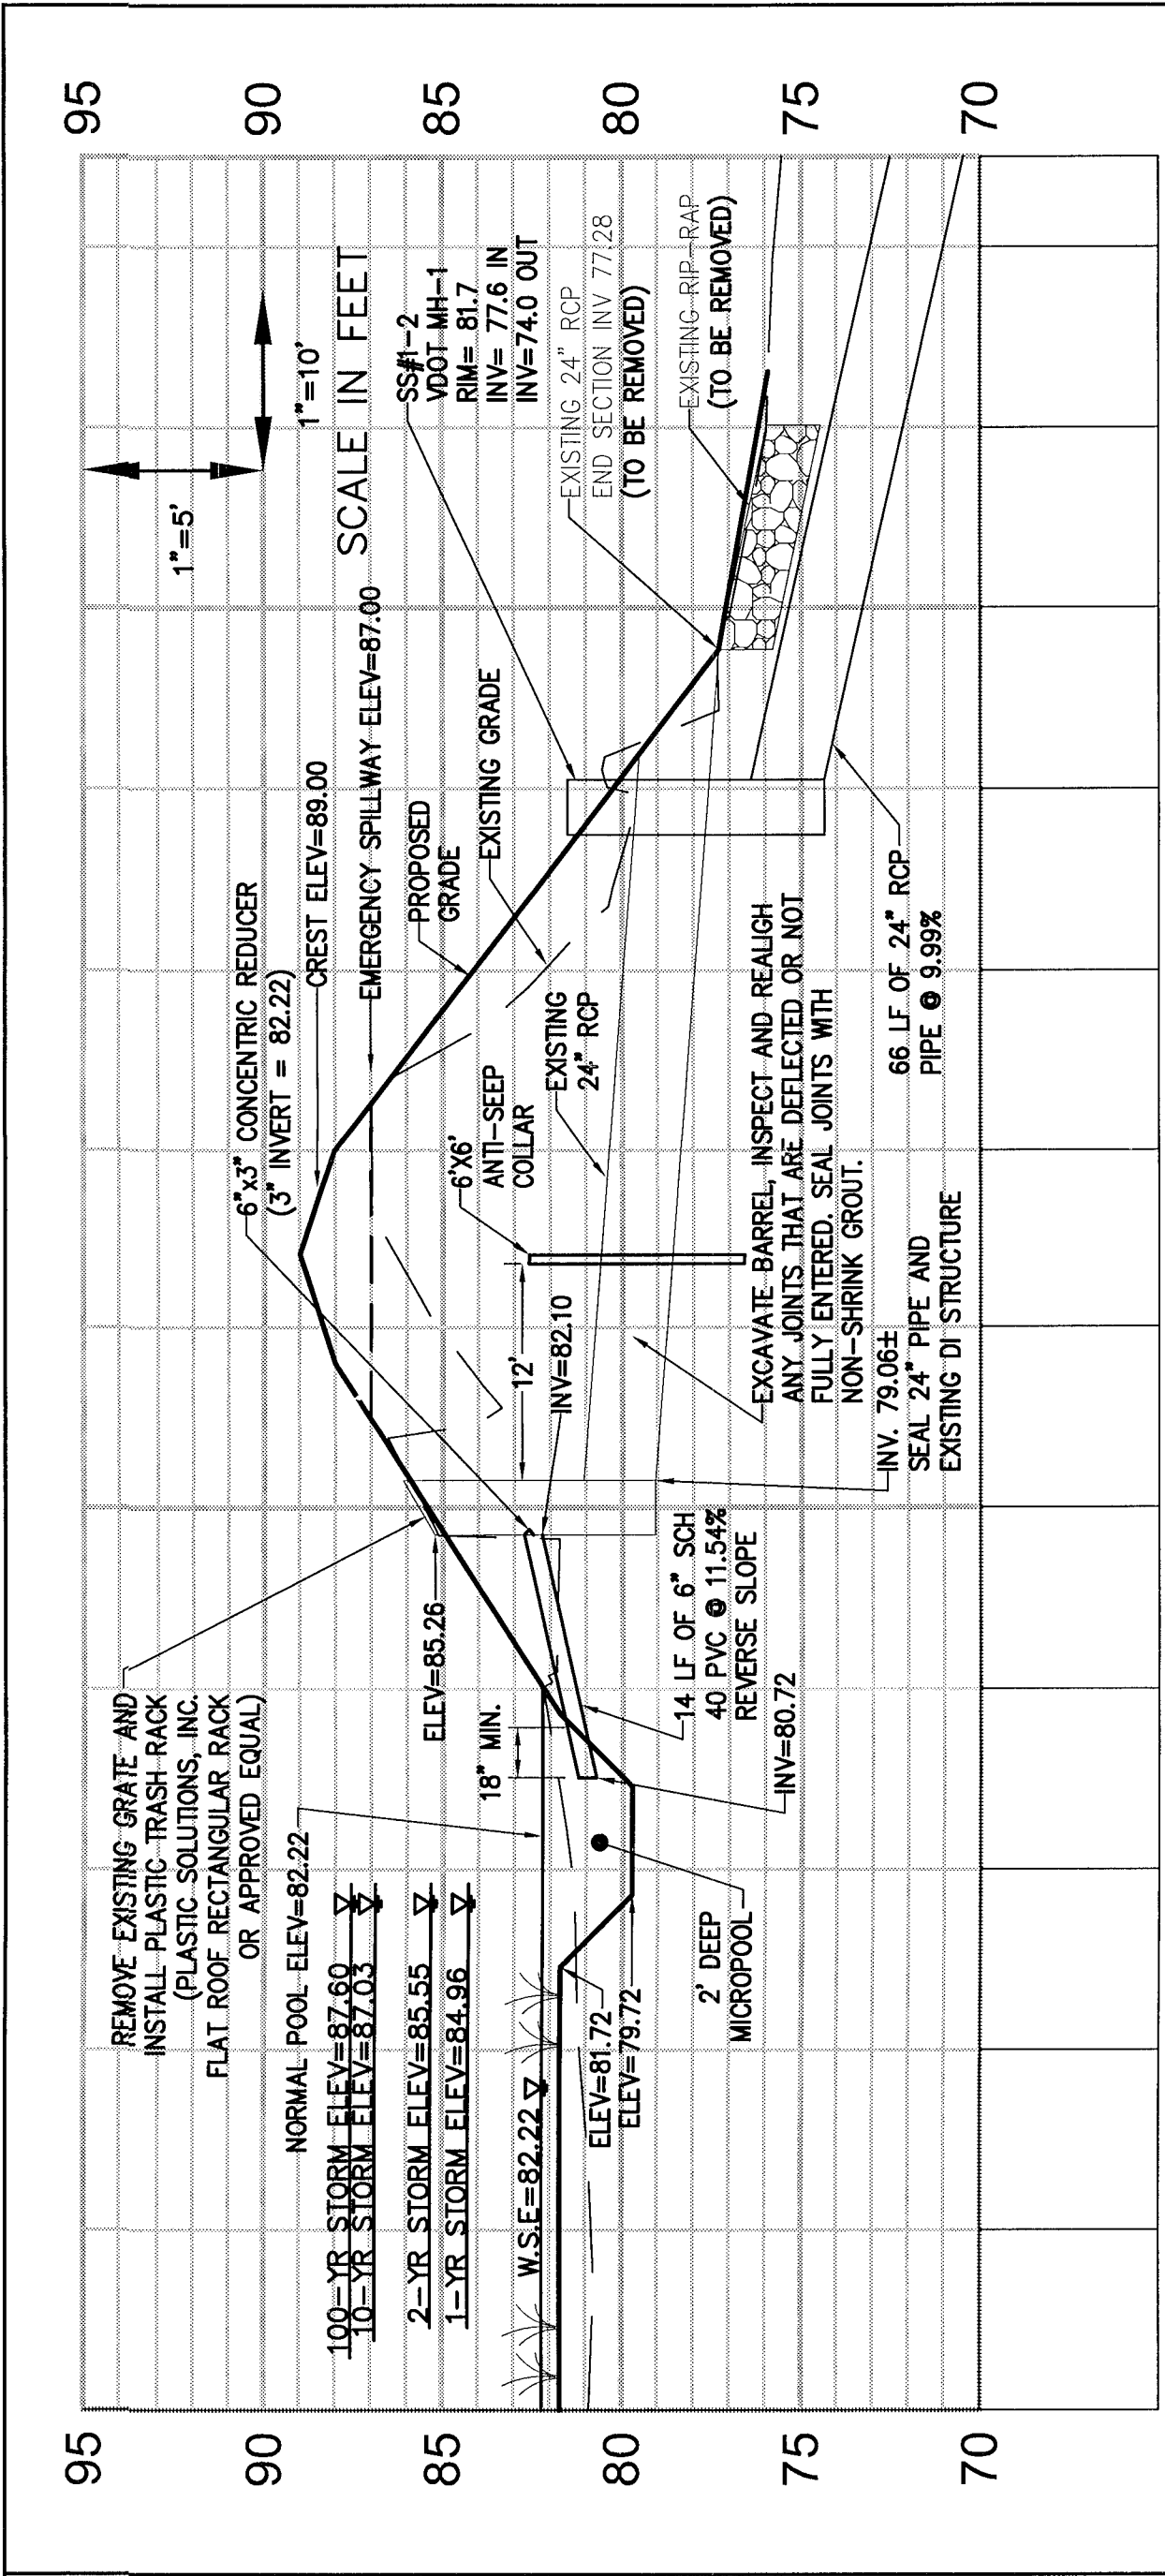 95
90
85
80
75
70
REMOVE EXISTING GRATE AND
INSTALL PLASTIC TRASH RACK
(PLASTIC SOLUTIONS, INC.
FLAT ROOF RECTANGULAR RACK
OR APPROVED EQUAL)
NORMAL POOL ELEV=82.22
100-YR STORM ELEV=87.60
10-YR STORM ELEV=87.03
2-YR STORM ELEV=85.55
1-YR STORM ELEV=84.96
W.S.E=82.22
ELEV=81.72
ELEV=79.72
2' DEEP
MICROPOOL
18" MIN.
ELEV=85.26
14 LF OF 6" SCH
40 PVC @ 11.54%
REVERSE SLOPE
INV=80.72
6"x3" CONCENTRIC REDUCER
(3" INVERT = 82.22)
CREST ELEV=89.00
EMERGENCY SPILLWAY ELEV=87.00
PROPOSED
GRADE
EXISTING GRADE
12'
INV=82.10
6'X6'
ANTI-SEEP
COLLAR
EXISTING
24" RCP
EXCAVATE BARREL, INSPECT AND REALIGH
ANY JOINTS THAT ARE DEFLECTED OR NOT
FULLY ENTERED. SEAL JOINTS WITH
NON-SHRINK GROUT.
INV. 79.06±
SEAL 24" PIPE AND
EXISTING DI STRUCTURE
66 LF OF 24" RCP
PIPE @ 9.99%
1"=5'
1"=10'
SCALE IN FEET
SS#1-2
VDOT MH-1
RIM= 81.7
INV= 77.6 IN
INV=74.0 OUT
EXISTING 24" RCP
END SECTION INV 77.28
(TO BE REMOVED)
EXISTING RIP-RAP
(TO BE REMOVED)
95
90
85
80
75
70